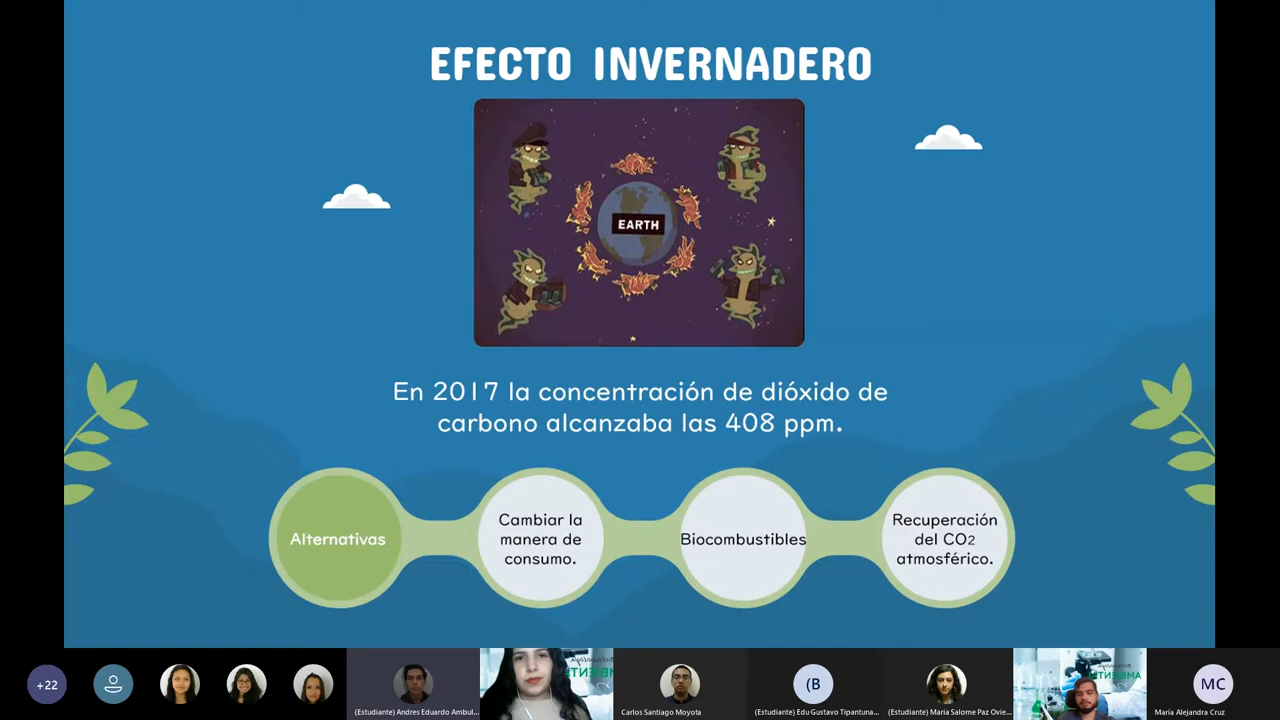 EFECTO INVERNADERO
EARTH
En 2017 la concentración de dióxido de
carbono alcanzaba las 408 ppm.
Alternativas
Cambiar la
manera de
consumo.
Biocombustibles
Recuperación
del CO2
atmosférico.
+22
(B
MC
(Estudiante) Andres Eduardo Ambul...
Carlos Santiago Moyota
(Estudiante) Edu Gustavo Tipantuna...
(Estudiante) Maria Salome Paz Ovie...
María Alejandra Cruz